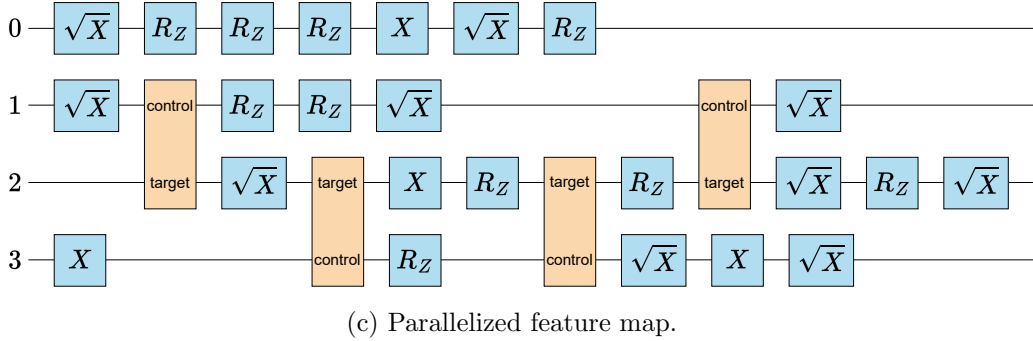 0 √X R_Z R_Z R_Z X √X R_Z
1 √X control R_Z R_Z √X control √X
2 target √X target X R_Z target R_Z target √X R_Z √X
3 X control R_Z control √X X √X
(c) Parallelized feature map.